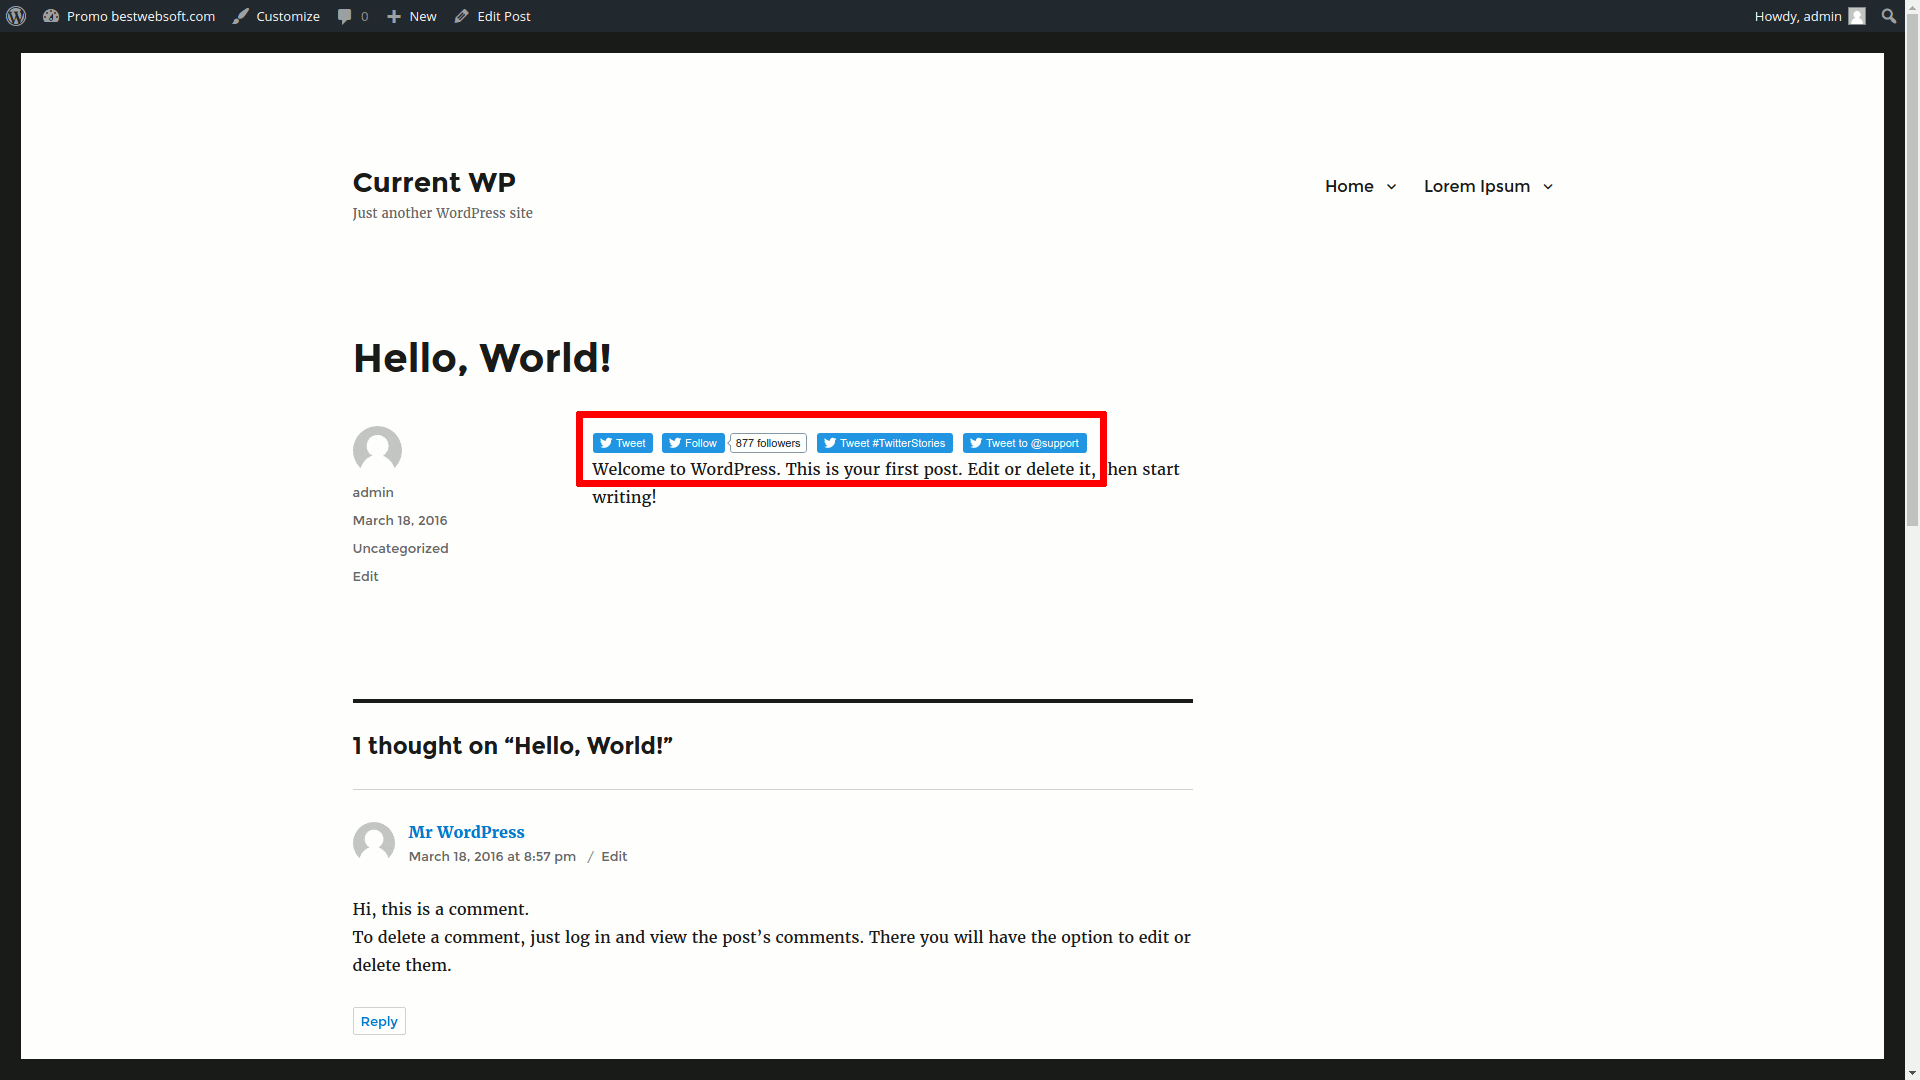 Promo bestwebsoft.com Customize 0 New Edit Post Howdy, admin
Current WP
Just another WordPress site
Home Lorem Ipsum
Hello, World!
admin
March 18, 2016
Uncategorized
Edit
Tweet Follow 877 followers Tweet #TwitterStories Tweet to @support
Welcome to WordPress. This is your first post. Edit or delete it, hen start
writing!
1 thought on “Hello, World!”
Mr WordPress
March 18, 2016 at 8:57 pm / Edit
Hi, this is a comment.
To delete a comment, just log in and view the post’s comments. There you will have the option to edit or
delete them.
Reply